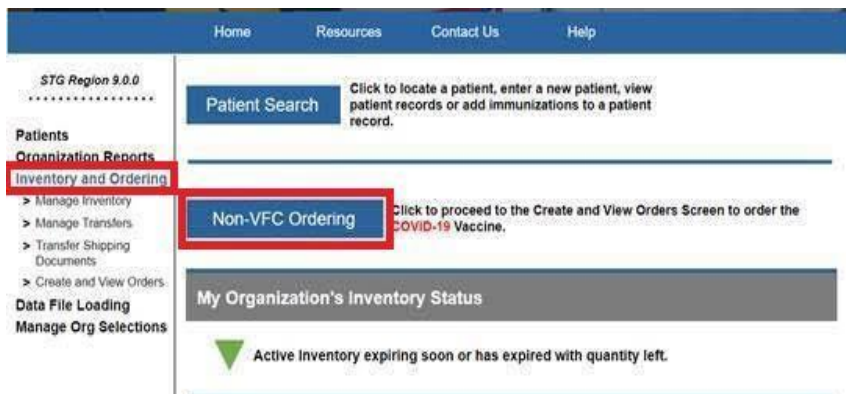 Home Resources Contact Us Help
STG Region 9.0.0
Patients
Organization Reports
Inventory and Ordering
> Manage Inventory
> Manage Transfers
> Transfer Shipping
Documents
> Create and View Orders
Data File Loading
Manage Org Selections
Patient Search
Click to locate a patient, enter a new patient, view
patient records or add immunizations to a patient
record.
Non-VFC Ordering
Click to proceed to the Create and View Orders Screen to order the
COVID-19 Vaccine.
My Organization's Inventory Status
Active Inventory expiring soon or has expired with quantity left.